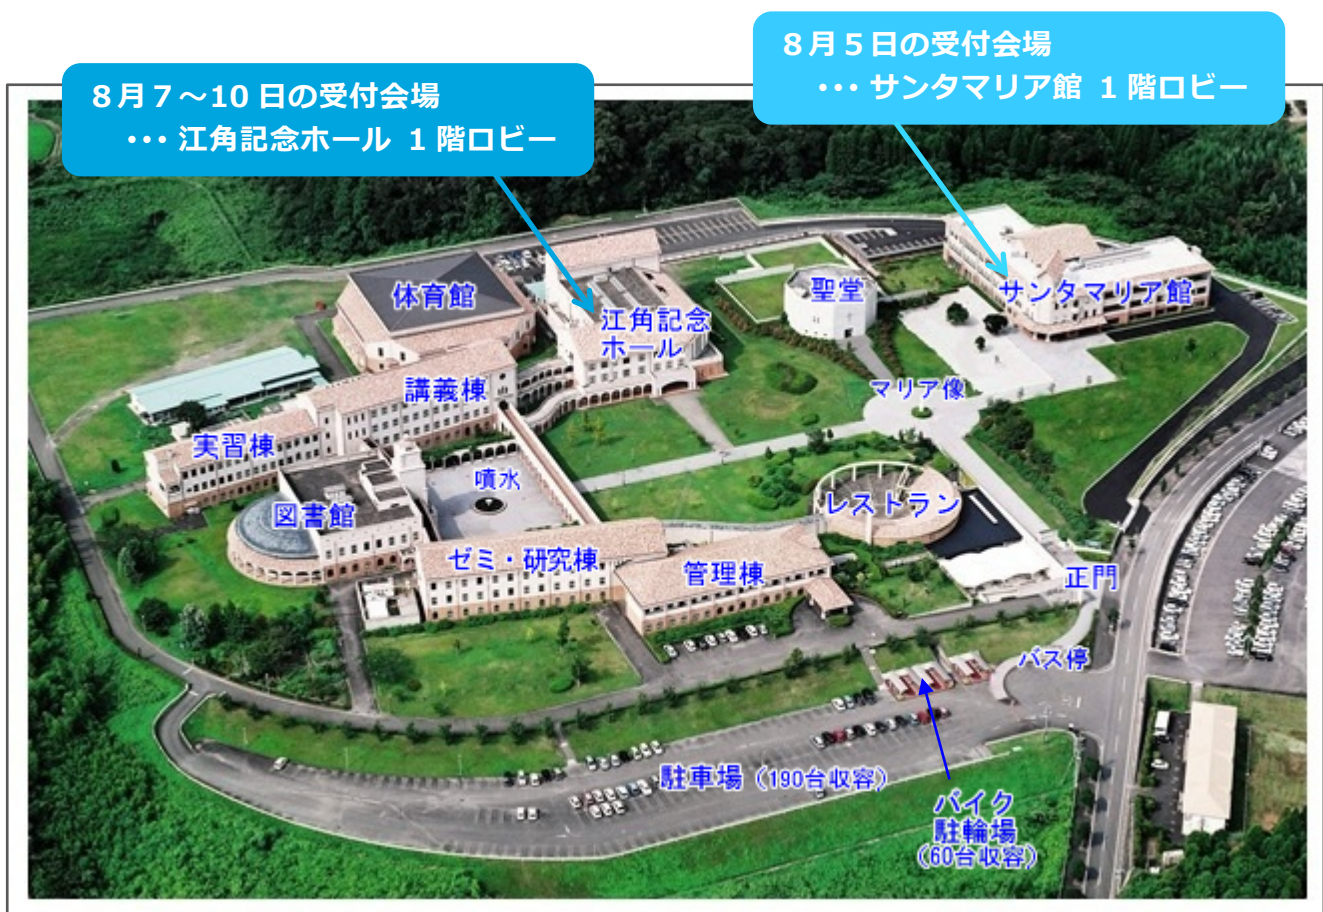 ８月５日の受付会場
･･･ サンタマリア館 １階ロビー
８月７～10 日の受付会場
･･･ 江角記念ホール １階ロビー
体育館
江角記念
ホール
聖堂
サンタマリア館
講義棟
マリア像
実習棟
噴水
図書館
レストラン
ゼミ・研究棟
管理棟
正門
バス停
駐車場（190台収容）
バイク
駐輪場
（60台収容）